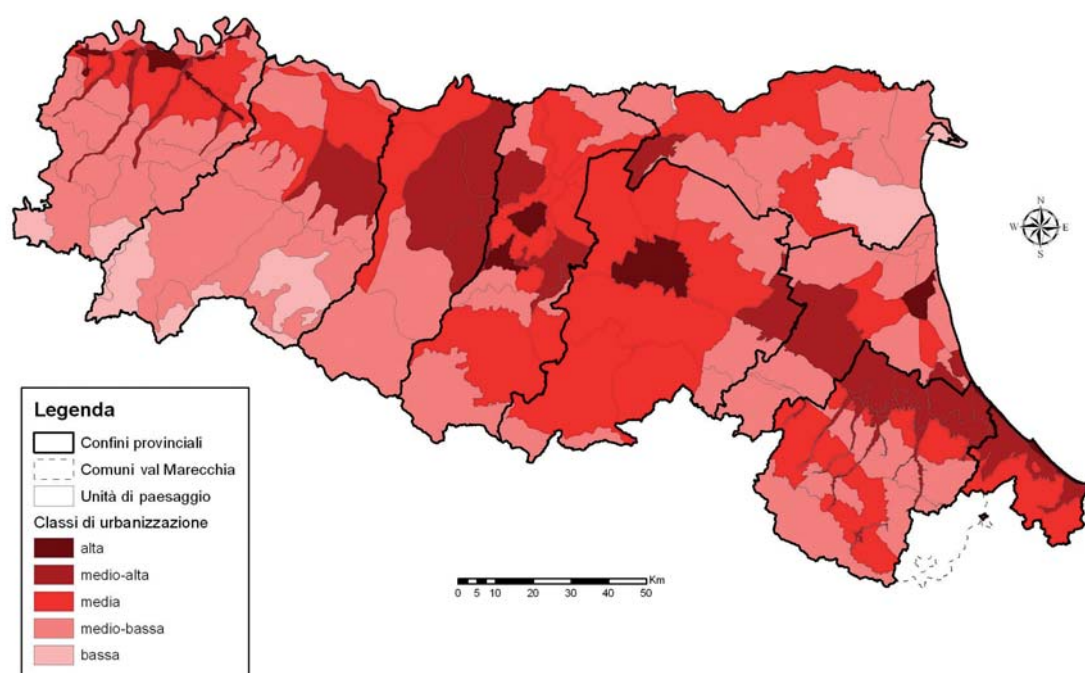 N
W E
S
Legenda
Confini provinciali
Comuni val Marecchia
Unità di paesaggio
Classi di urbanizzazione
alta
medio-alta
media
medio-bassa
bassa
Km
0 5 10 20 30 40 50